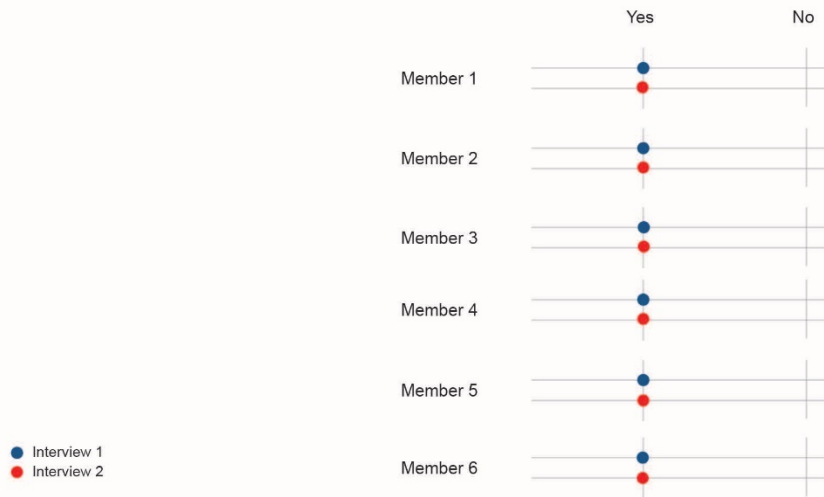 Yes No
Member 1
Member 2
Member 3
Member 4
Member 5
Member 6
Interview 1
Interview 2